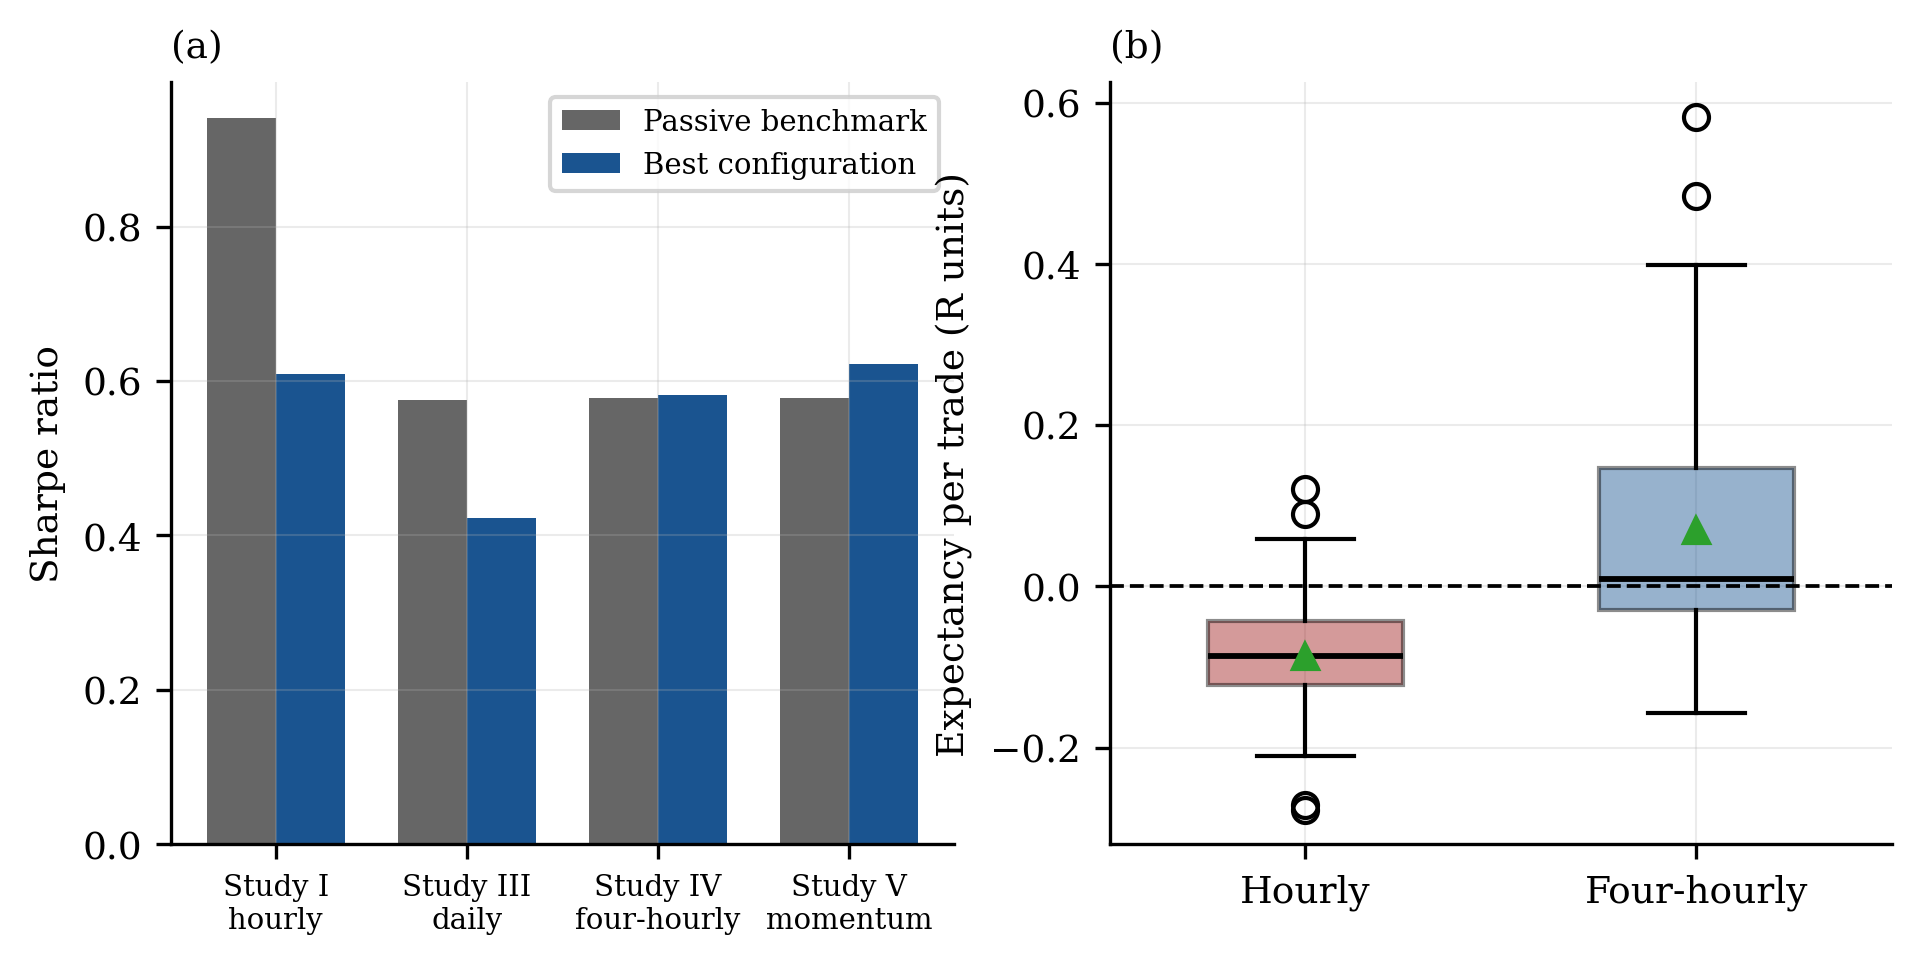 (a)
Passive benchmark
Best configuration
Sharpe ratio
0.8
0.6
0.4
0.2
0.0
Study I
hourly
Study III
daily
Study IV
four-hourly
Study V
momentum
(b)
Expectancy per trade (R units)
0.6
0.4
0.2
0.0
−0.2
Hourly
Four-hourly